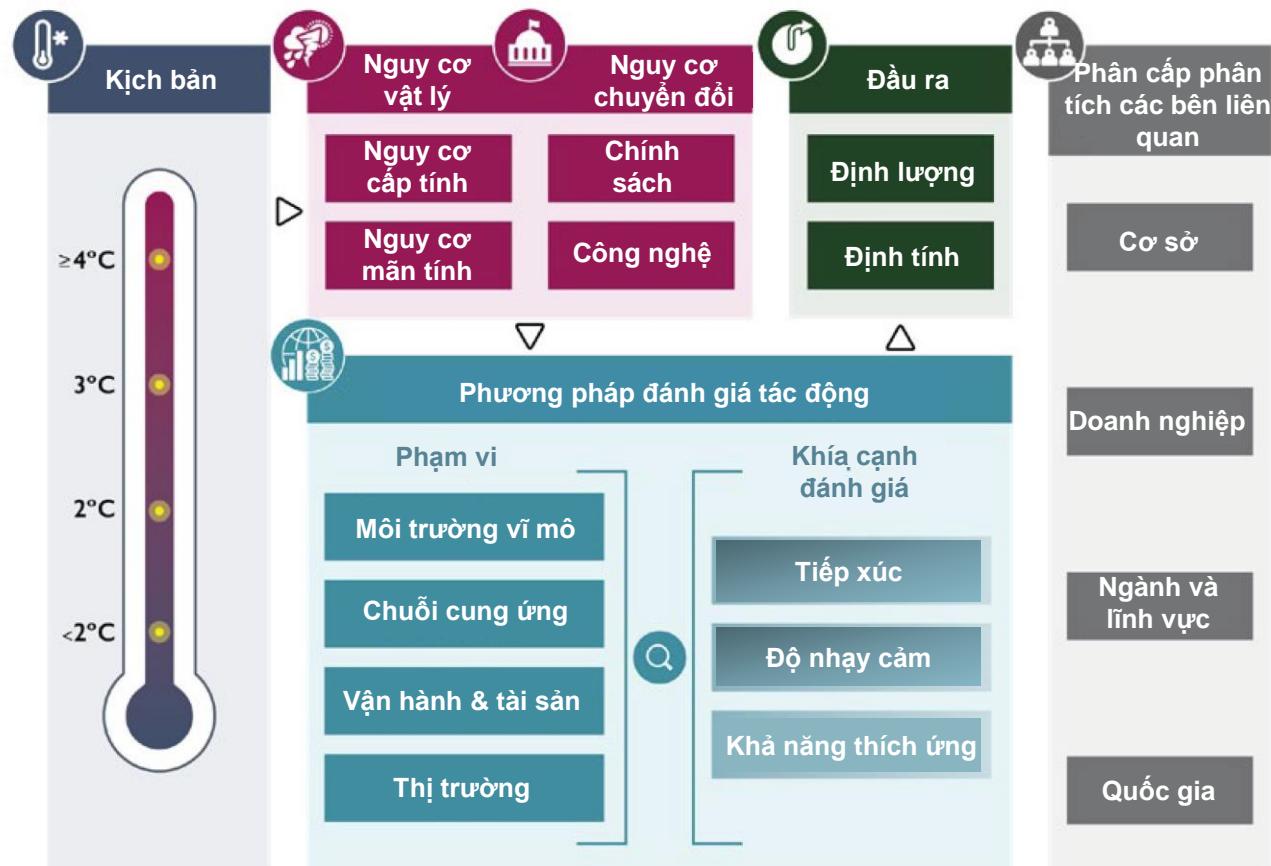 Kịch bản
≥4°C
3°C
2°C
<2°C
Nguy cơ
vật lý
Nguy cơ
chuyển đổi
Nguy cơ
cấp tính
Chính
sách
Nguy cơ
mãn tính
Công nghệ
Đầu ra
Định lượng
Định tính
Phương pháp đánh giá tác động
Phạm vi
Môi trường vĩ mô
Chuỗi cung ứng
Vận hành & tài sản
Thị trường
Khía cạnh
đánh giá
Tiếp xúc
Độ nhạy cảm
Khả năng thích ứng
Phân cấp phân
tích các bên liên
quan
Cơ sở
Doanh nghiệp
Ngành và
lĩnh vực
Quốc gia